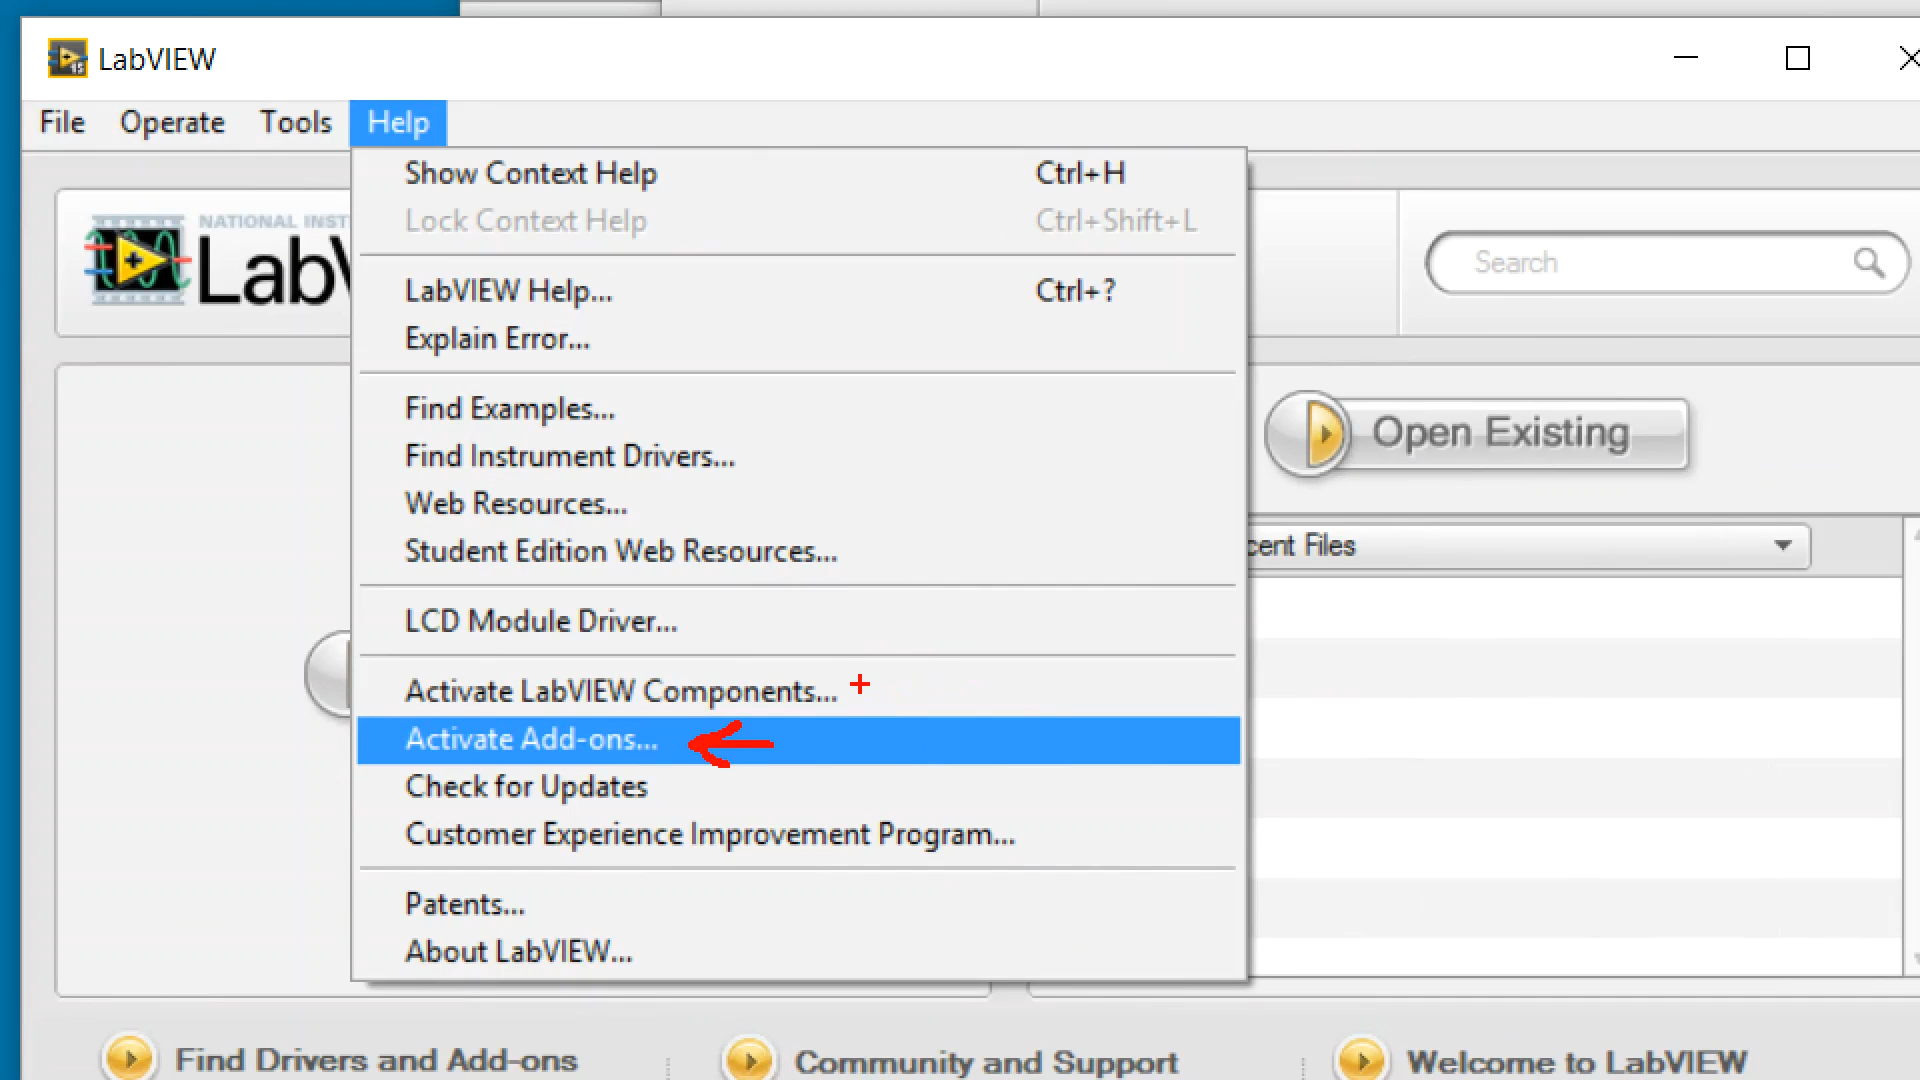 LabVIEW
File Operate Tools Help
Show Context Help Ctrl+H
Lock Context Help Ctrl+Shift+L
NATIONAL INST
LabV
Search
LabVIEW Help... Ctrl+?
Explain Error...
Find Examples...
Open Existing
Find Instrument Drivers...
Web Resources...
Student Edition Web Resources...
cent Files
LCD Module Driver...
Activate LabVIEW Components...
Activate Add-ons...
Check for Updates
Customer Experience Improvement Program...
Patents...
About LabVIEW...
Find Drivers and Add-ons
Community and Support
Welcome to LabVIEW